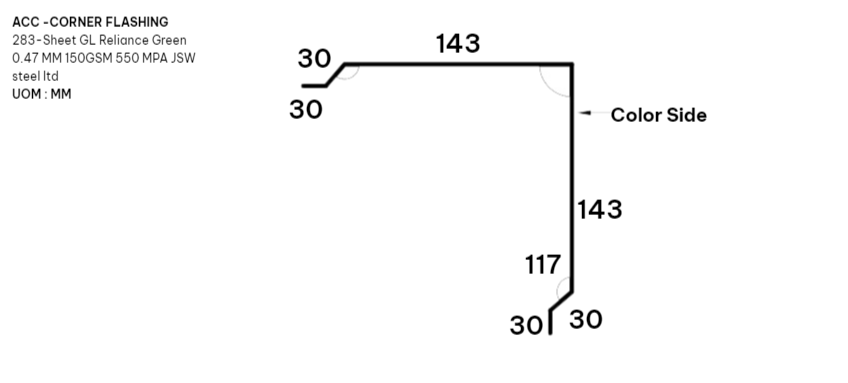 ACC -CORNER FLASHING
283-Sheet GL Reliance Green
0.47 MM 150GSM 550 MPA JSW
steel ltd
UOM : MM
143
30
30
Color Side
143
117
30
30